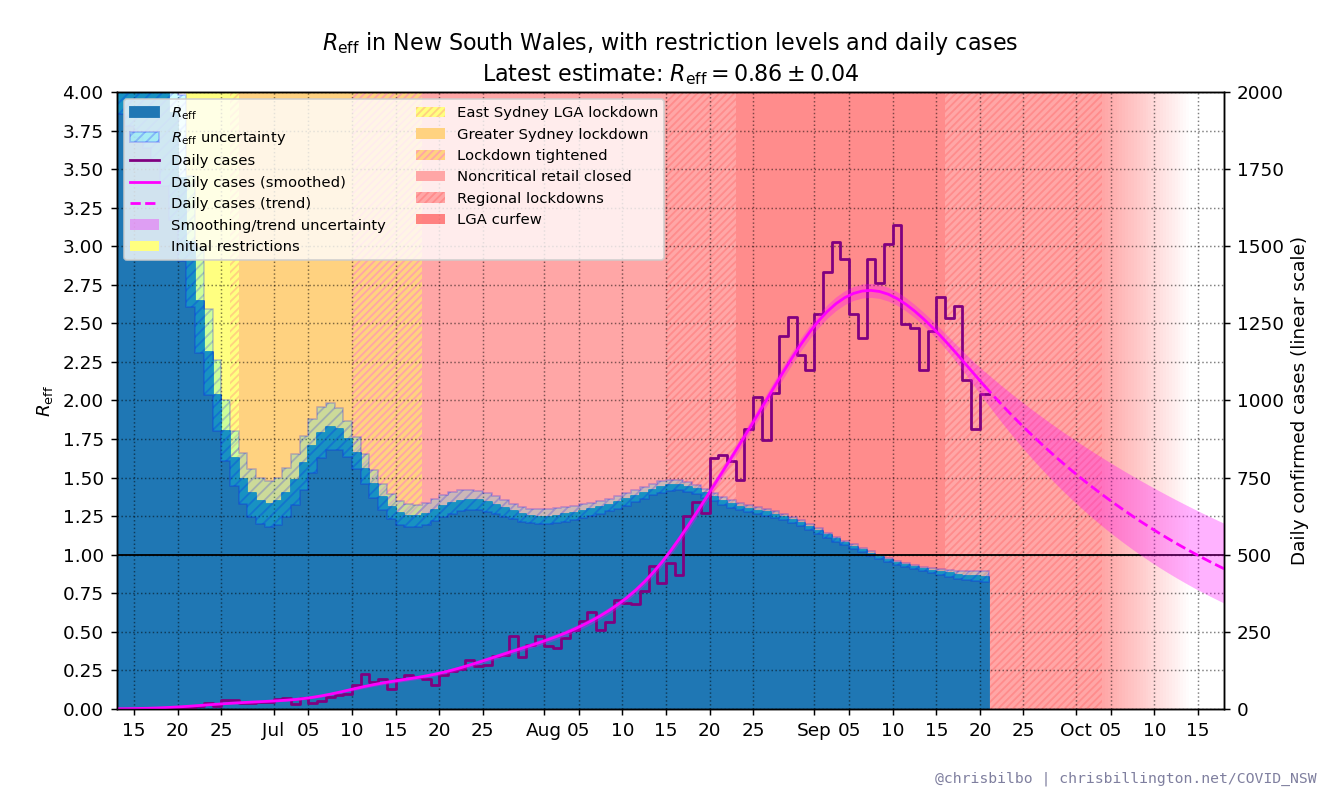 R_eff in New South Wales, with restriction levels and daily cases
Latest estimate: R_eff = 0.86 ± 0.04
R_eff
R_eff uncertainty
Daily cases
Daily cases (smoothed)
Daily cases (trend)
Smoothing/trend uncertainty
Initial restrictions
East Sydney LGA lockdown
Greater Sydney lockdown
Lockdown tightened
Noncritical retail closed
Regional lockdowns
LGA curfew
R_eff
4.00
3.75
3.50
3.25
3.00
2.75
2.50
2.25
2.00
1.75
1.50
1.25
1.00
0.75
0.50
0.25
0.00
2000
1750
1500
1250
1000
750
500
250
0
Daily confirmed cases (linear scale)
15 20 25 Jul 05 10 15 20 25 Aug 05 10 15 20 25 Sep 05 10 15 20 25 Oct 05 10 15
@chrisbilbo | chrisbillington.net/COVID_NSW